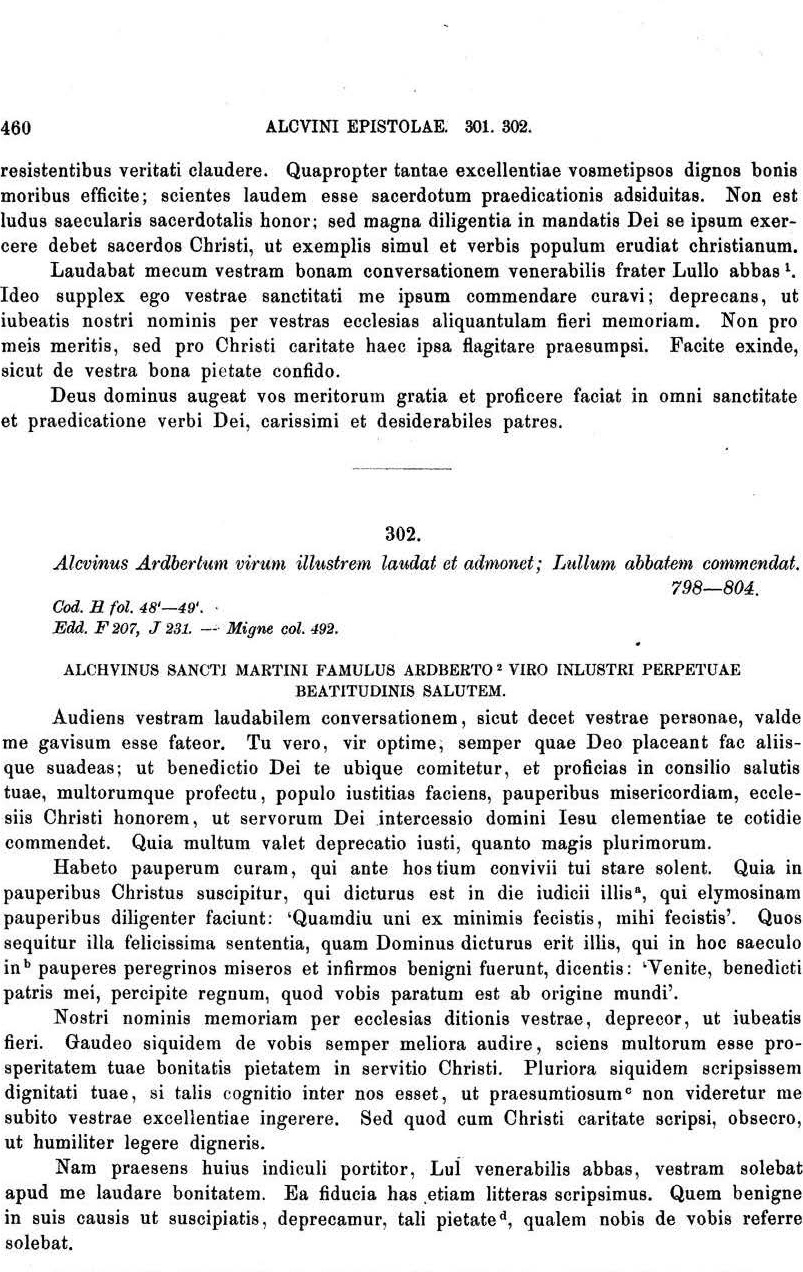 460 ALCVINI EPISTOLAE. 301. 302.
resistentibus veritati claudere. Quapropter tantae excellentiae vosmetipsos dignos bonis
moribus efficite; scientes laudem esse sacerdotum praedicationis adsiduitas. Non est
ludus saecularis sacerdotalis honor; sed magna diligentia in mandatis Dei se ipsum exer-
cere debet sacerdos Christi, ut exemplis simul et verbis populum erudiat christianum.
Laudabat mecum vestram bonam conversationem venerabilis frater Lullo abbas ¹.
Ideo supplex ego vestrae sanctitati me ipsum commendare curavi; deprecans, ut
iubeatis nostri nominis per vestras ecclesias aliquantulam fieri memoriam. Non pro
meis meritis, sed pro Christi caritate haec ipsa flagitare praesumpsi. Facite exinde,
sicut de vestra bona pietate confido.
Deus dominus augeat vos meritorum gratia et proficere faciat in omni sanctitate
et praedicatione verbi Dei, carissimi et desiderabiles patres.
302.
Alcvinus Ardbertum virum illustrem laudat et admonet; Lullum abbatem commendat.
798—804.
Cod. H fol. 48'—49'.
Edd. F 207, J 231. — Migne col. 492.
ALCHVINUS SANCTI MARTINI FAMULUS ARDBERTO ² VIRO INLUSTRI PERPETUAE
BEATITUDINIS SALUTEM.
Audiens vestram laudabilem conversationem, sicut decet vestrae personae, valde
me gavisum esse fateor. Tu vero, vir optime, semper quae Deo placeant fac aliis-
que suadeas; ut benedictio Dei te ubique comitetur, et proficias in consilio salutis
tuae, multorumque profectu, populo iustitias faciens, pauperibus misericordiam, eccle-
siis Christi honorem, ut servorum Dei intercessio domini Iesu clementiae te cotidie
commendet. Quia multum valet deprecatio iusti, quanto magis plurimorum.
Habeto pauperum curam, qui ante hostium convivii tui stare solent. Quia in
pauperibus Christus suscipitur, qui dicturus est in die iudicii illisᵃ, qui elymosinam
pauperibus diligenter faciunt: 'Quamdiu uni ex minimis fecistis, mihi fecistis'. Quos
sequitur illa felicissima sententia, quam Dominus dicturus erit illis, qui in hoc saeculo
inᵇ pauperes peregrinos miseros et infirmos benigni fuerunt, dicentis: 'Venite, benedicti
patris mei, percipite regnum, quod vobis paratum est ab origine mundi'.
Nostri nominis memoriam per ecclesias ditionis vestrae, deprecor, ut iubeatis
fieri. Gaudeo siquidem de vobis semper meliora audire, sciens multorum esse pro-
speritatem tuae bonitatis pietatem in servitio Christi. Pluriora siquidem scripsissem
dignitati tuae, si talis cognitio inter nos esset, ut praesumtiosumᶜ non videretur me
subito vestrae excellentiae ingerere. Sed quod cum Christi caritate scripsi, obsecro,
ut humiliter legere digneris.
Nam praesens huius indiculi portitor, Lul venerabilis abbas, vestram solebat
apud me laudare bonitatem. Ea fiducia has etiam litteras scripsimus. Quem benigne
in suis causis ut suscipiatis, deprecamur, tali pietateᵈ, qualem nobis de vobis referre
solebat.